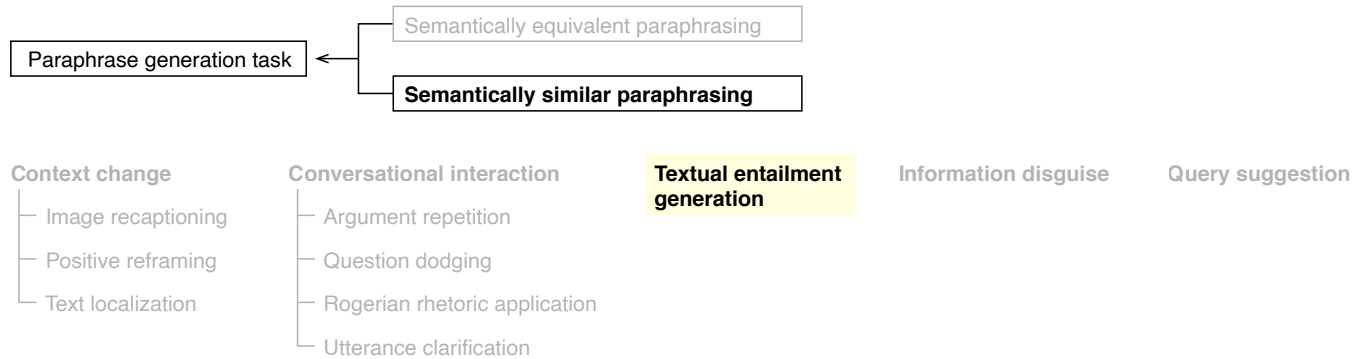 Semantically equivalent paraphrasing
Paraphrase generation task
Semantically similar paraphrasing
Context change
Image recaptioning
Positive reframing
Text localization
Conversational interaction
Argument repetition
Question dodging
Rogerian rhetoric application
Utterance clarification
Textual entailment
generation
Information disguise
Query suggestion